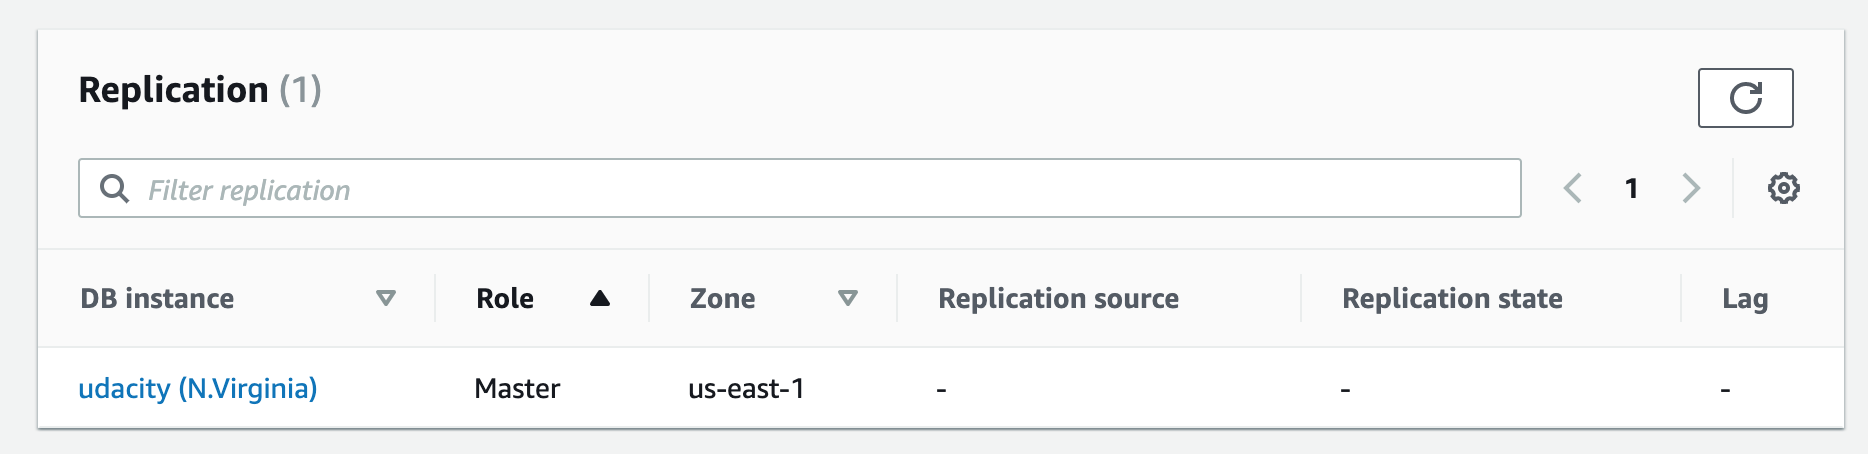 Replication (1)
Filter replication
1
DB instance Role Zone Replication source Replication state Lag
udacity (N.Virginia) Master us-east-1 - - -